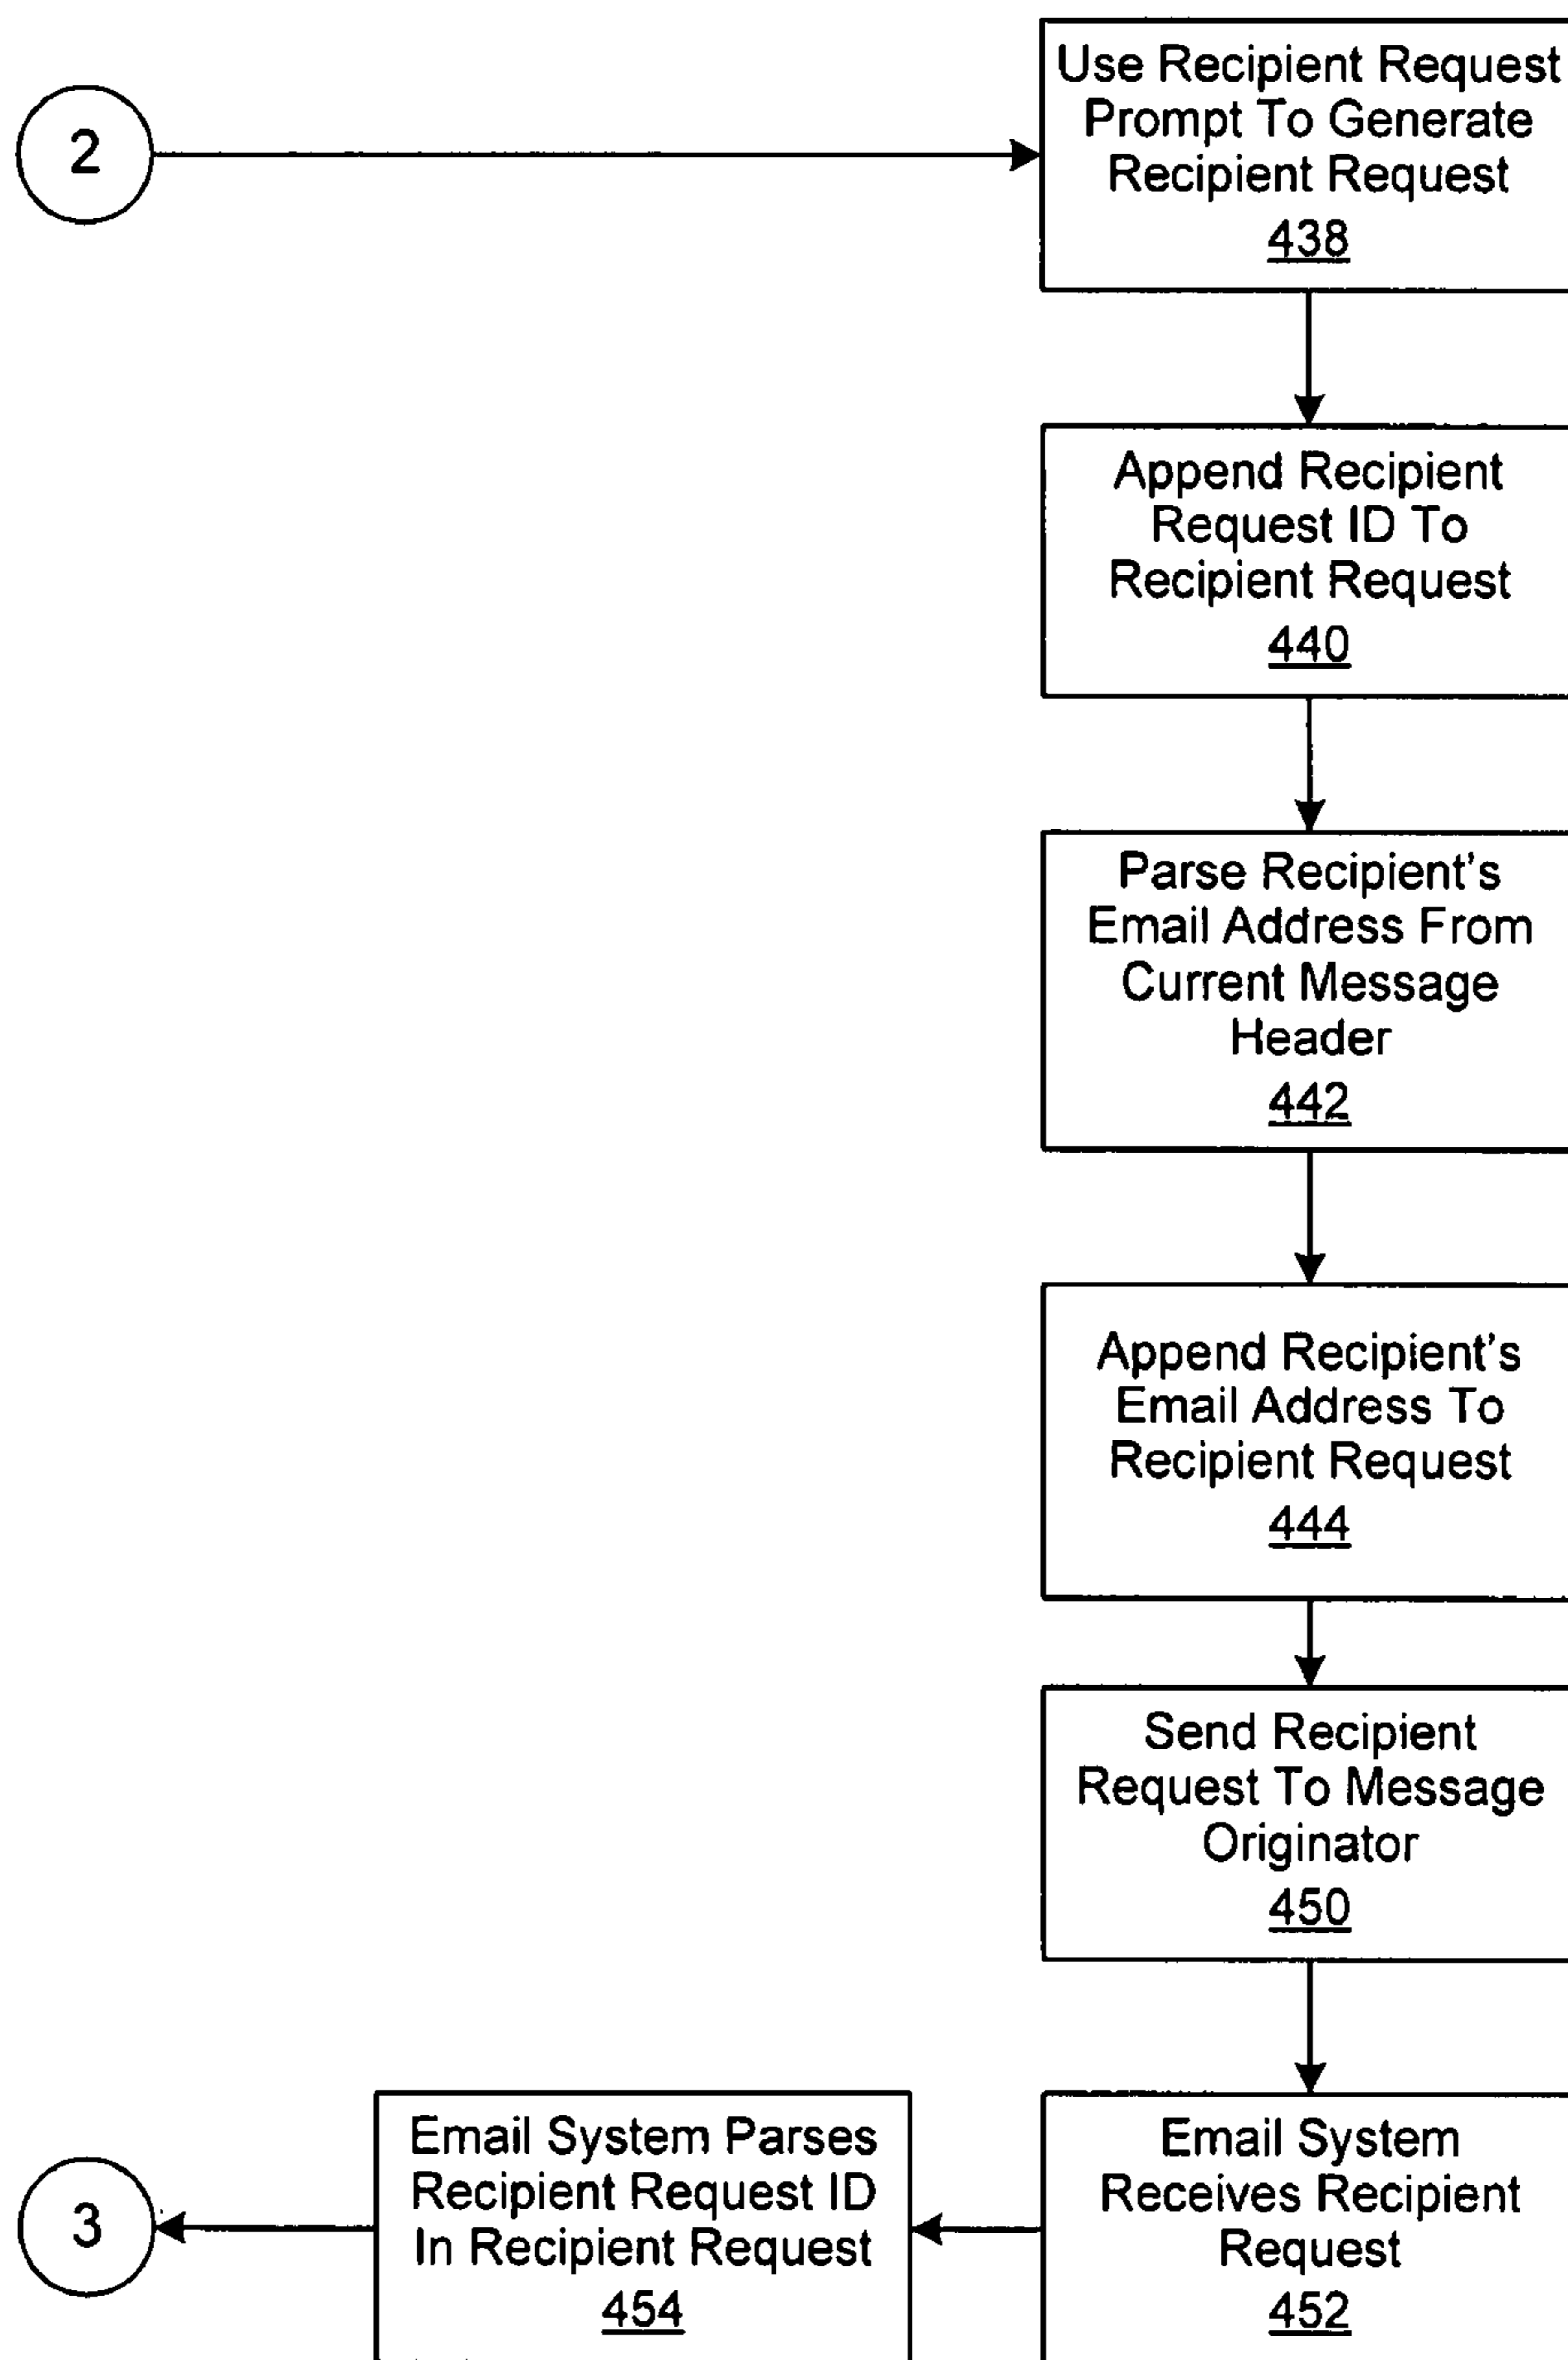 2
Use Recipient Request
Prompt To Generate
Recipient Request
438
Append Recipient
Request ID To
Recipient Request
440
Parse Recipient's
Email Address From
Current Message
Header
442
Append Recipient's
Email Address To
Recipient Request
444
Send Recipient
Request To Message
Originator
450
Email System
Receives Recipient
Request
452
Email System Parses
Recipient Request ID
In Recipient Request
454
3